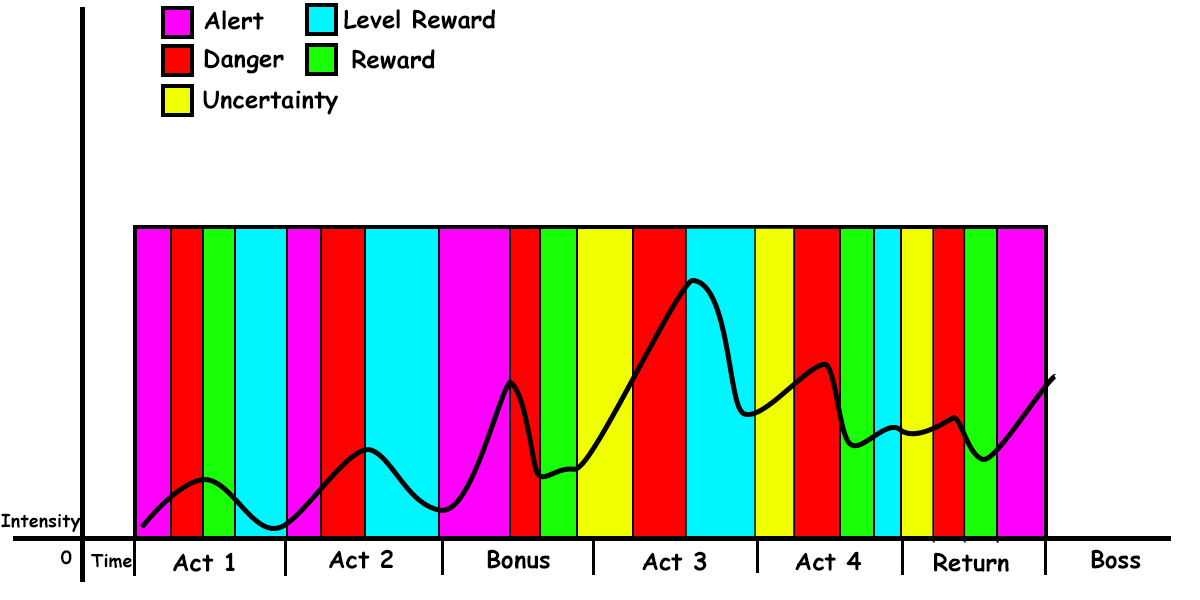 Alert
Level Reward
Danger
Reward
Uncertainty
Intensity
0
Time
Act 1
Act 2
Bonus
Act 3
Act 4
Return
Boss